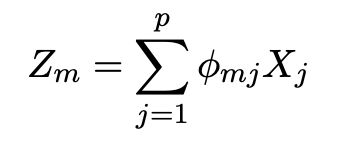 Z_m = \sum_{j=1}^{p} \phi_{mj} X_j